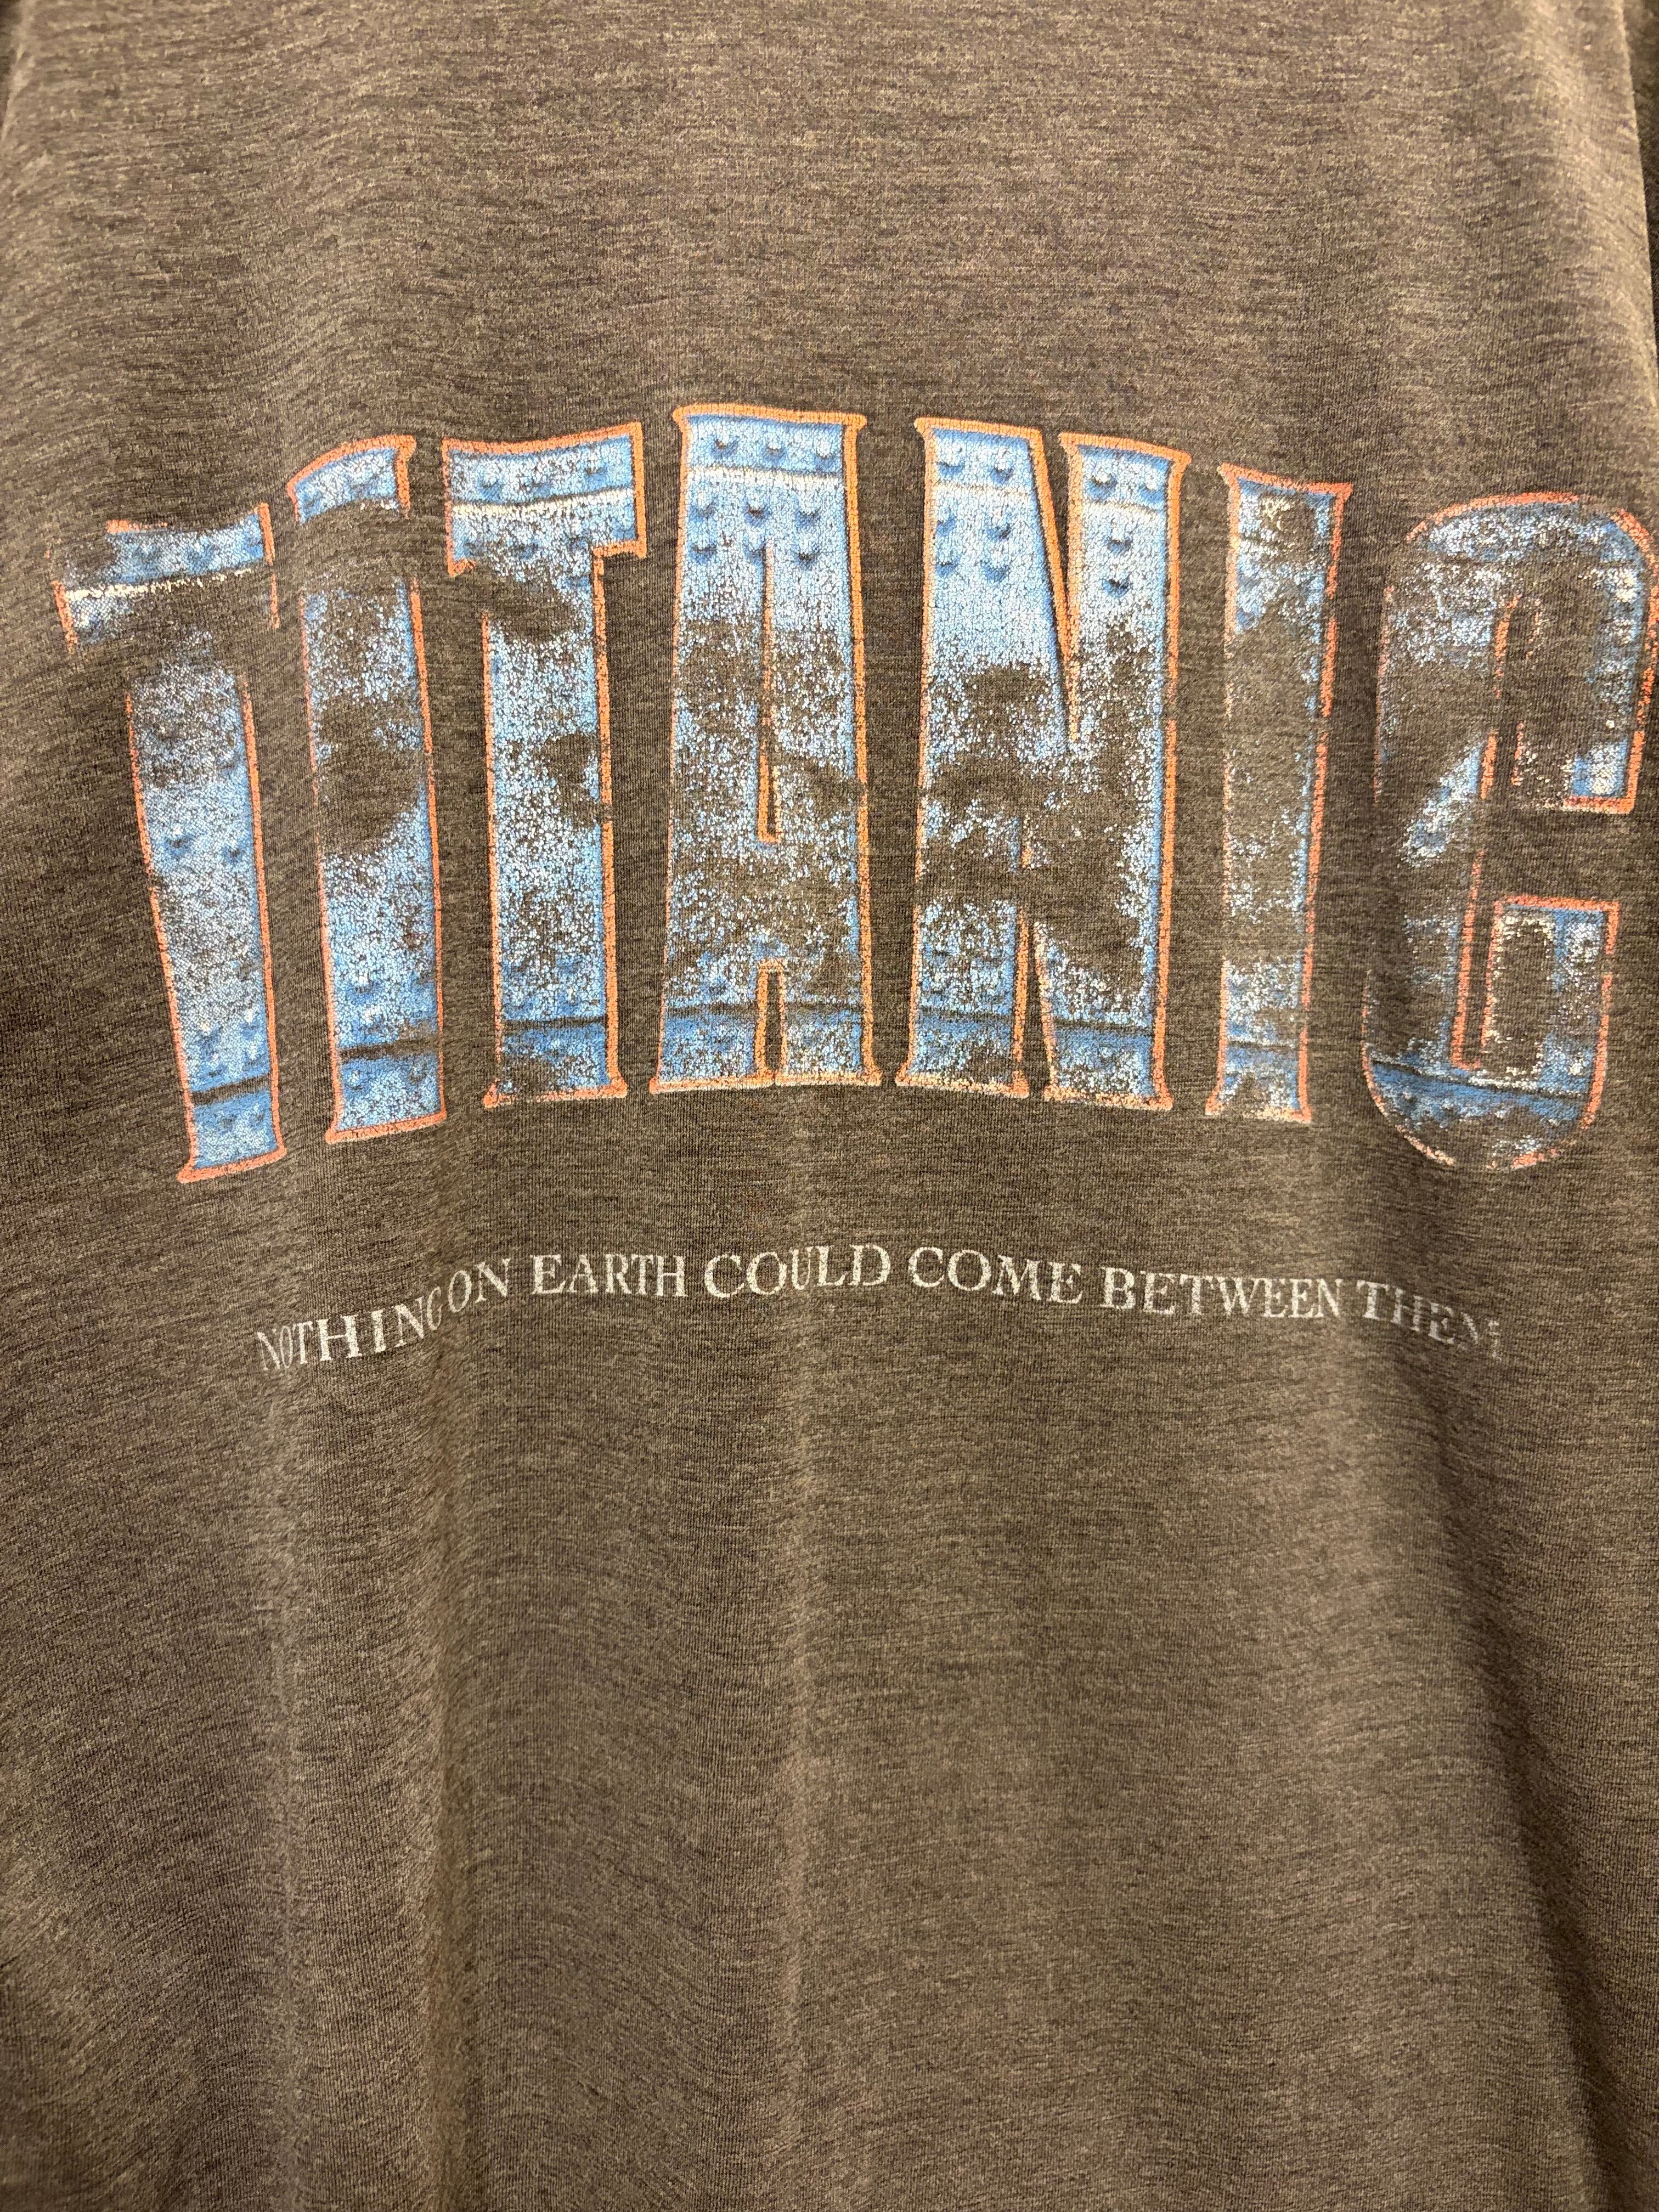 TITANIC
NOTHING ON EARTH COULD COME BETWEEN THEM.